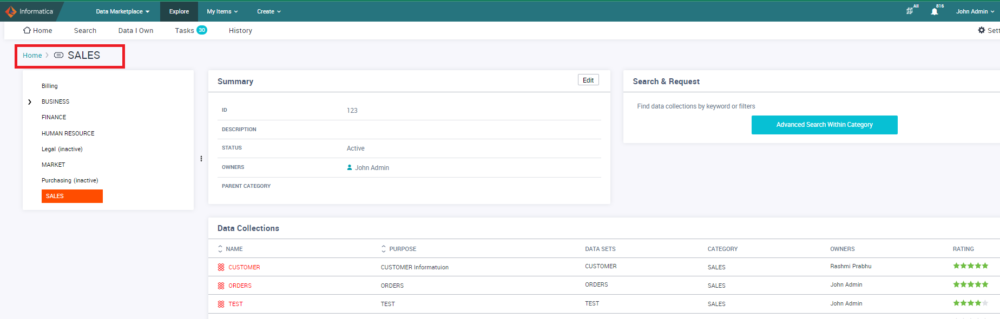 Informatica Data Marketplace Explore My Items Create All 816 John Admin
Home Search Data I Own Tasks 30 History
Home SALES
Billing
BUSINESS
FINANCE
HUMAN RESOURCE
Legal (inactive)
MARKET
Purchasing (inactive)
SALES
Summary Edit
ID 123
DESCRIPTION
STATUS Active
OWNERS John Admin
PARENT CATEGORY
Search & Request
Find data collections by keyword or filters
Advanced Search Within Category
Data Collections
NAME PURPOSE DATA SETS CATEGORY OWNERS RATING
CUSTOMER CUSTOMER Informatuion CUSTOMER SALES Rashmi Prabhu
ORDERS ORDERS ORDERS SALES John Admin
TEST TEST TEST SALES John Admin